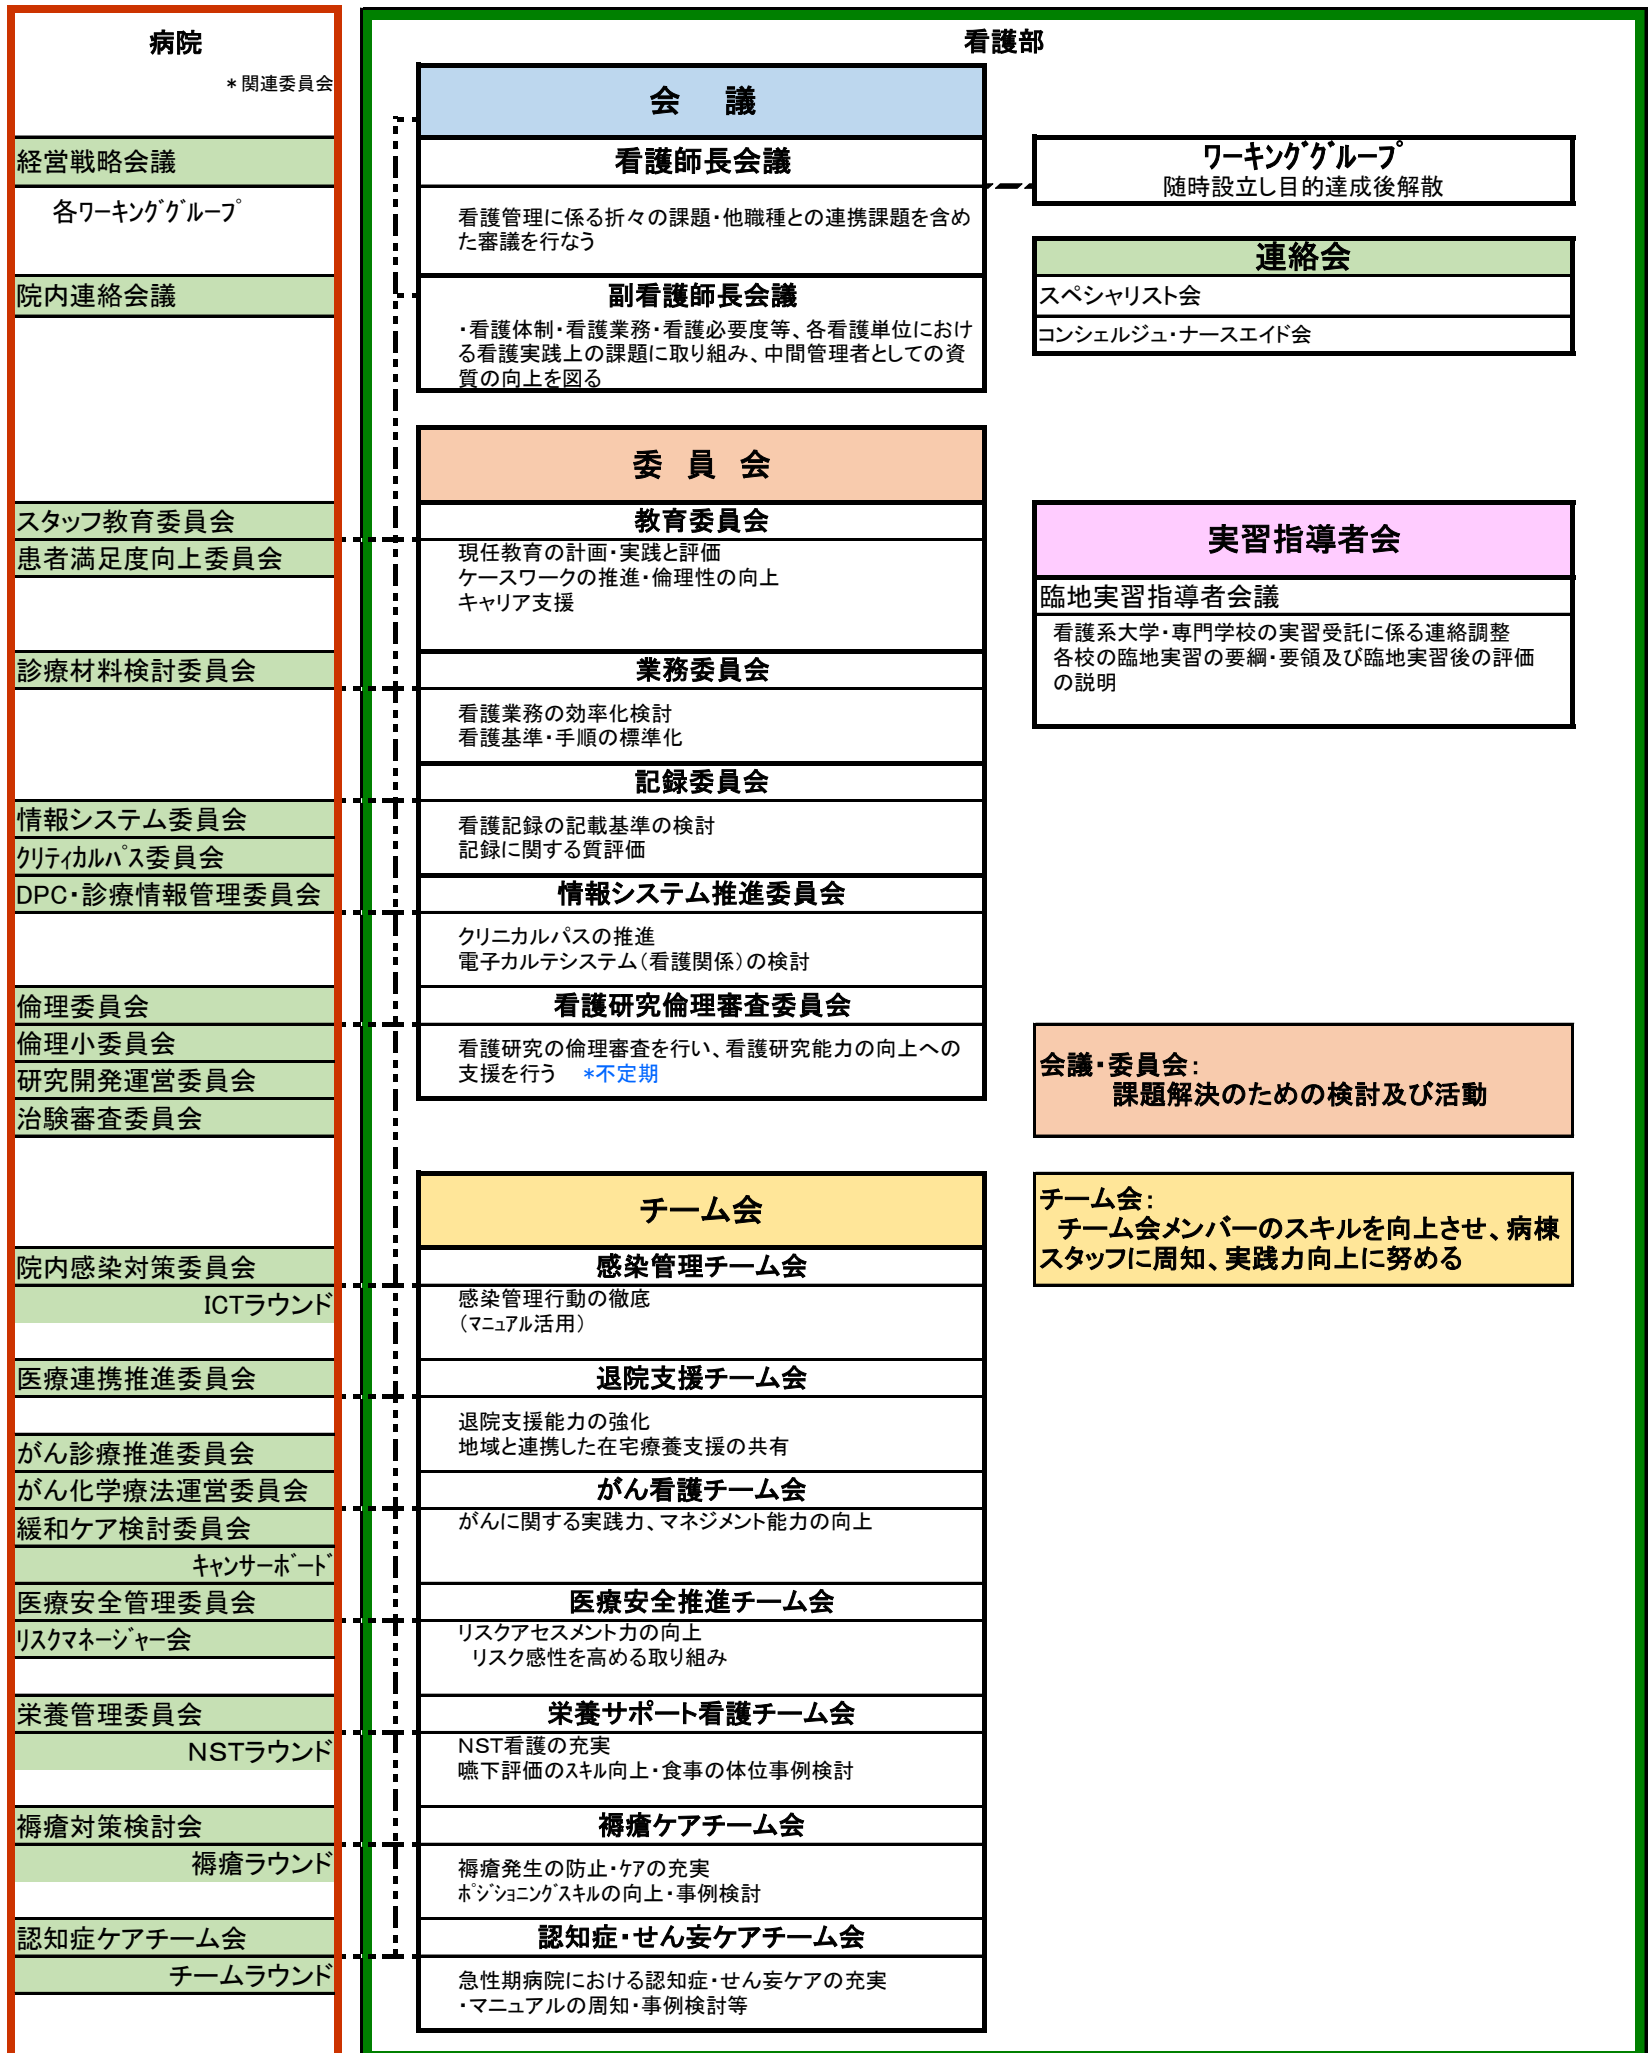 病院
＊関連委員会
経営戦略会議
各ワーキンググループ
院内連絡会議
スタッフ教育委員会
患者満足度向上委員会
診療材料検討委員会
情報システム委員会
クリティカルパス委員会
DPC・診療情報管理委員会
倫理委員会
倫理小委員会
研究開発運営委員会
治験審査委員会
院内感染対策委員会
ICTラウンド
医療連携推進委員会
がん診療推進委員会
がん化学療法運営委員会
緩和ケア検討委員会
キャンサーボード
医療安全管理委員会
リスクマネージャー会
栄養管理委員会
NSTラウンド
褥瘡対策検討会
褥瘡ラウンド
認知症ケアチーム会
チームラウンド
看護部
会　議
看護師長会議
看護管理に係る折々の課題・他職種との連携課題を含め
た審議を行なう
副看護師長会議
・看護体制・看護業務・看護必要度等、各看護単位におけ
る看護実践上の課題に取り組み、中間管理者としての資
質の向上を図る
委 員 会
教育委員会
現任教育の計画・実践と評価
ケースワークの推進・倫理性の向上
キャリア支援
業務委員会
看護業務の効率化検討
看護基準・手順の標準化
記録委員会
看護記録の記載基準の検討
記録に関する質評価
情報システム推進委員会
クリニカルパスの推進
電子カルテシステム（看護関係）の検討
看護研究倫理審査委員会
看護研究の倫理審査を行い、看護研究能力の向上への
支援を行う　*不定期
チーム会
感染管理チーム会
感染管理行動の徹底
（マニュアル活用）
退院支援チーム会
退院支援能力の強化
地域と連携した在宅療養支援の共有
がん看護チーム会
がんに関する実践力、マネジメント能力の向上
医療安全推進チーム会
リスクアセスメント力の向上
リスク感性を高める取り組み
栄養サポート看護チーム会
NST看護の充実
嚥下評価のスキル向上・食事の体位事例検討
褥瘡ケアチーム会
褥瘡発生の防止・ケアの充実
ポジショニングスキルの向上・事例検討
認知症・せん妄ケアチーム会
急性期病院における認知症・せん妄ケアの充実
・マニュアルの周知・事例検討等
ワーキンググループ
随時設立し目的達成後解散
連絡会
スペシャリスト会
コンシェルジュ・ナースエイド会
実習指導者会
臨地実習指導者会議
看護系大学・専門学校の実習受託に係る連絡調整
各校の臨地実習の要綱・要領及び臨地実習後の評価
の説明
会議・委員会：
課題解決のための検討及び活動
チーム会：
チーム会メンバーのスキルを向上させ、病棟
スタッフに周知、実践力向上に努める